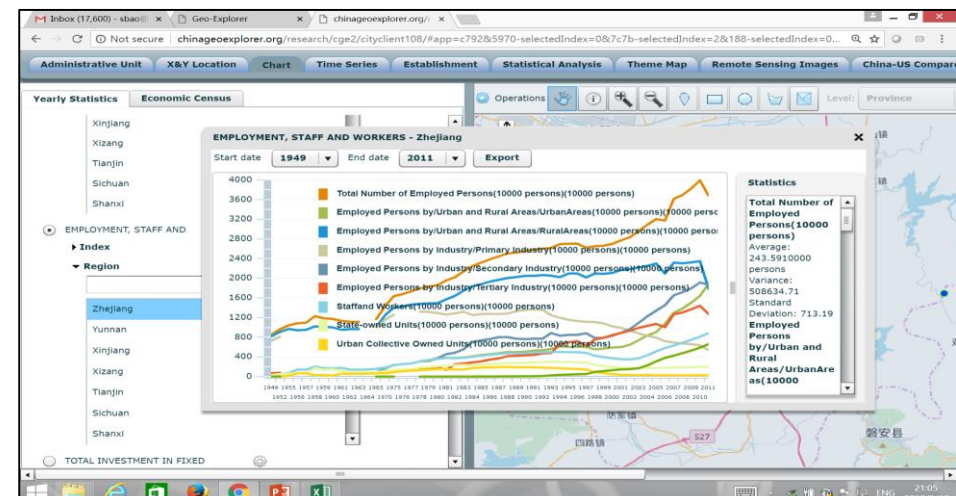 Inbox (17,600) - sbao@
Geo-Explorer
chinageoexplorer.org/r
Not secure
chinageoexplorer.org/research/cge2/cityclient108/#app=c792&5970-selectedIndex=0&7c7b-selectedIndex=2&188-selectedIndex=0...
Administrative Unit
X&Y Location
Chart
Time Series
Establishment
Statistical Analysis
Theme Map
Remote Sensing Images
China-US Compare
Yearly Statistics
Economic Census
Operations
Level:
Province
Xinjiang
Xizang
Tianjin
Sichuan
Shanxi
EMPLOYMENT, STAFF AND
Index
Region
Zhejiang
Yunnan
Xinjiang
Xizang
Tianjin
Sichuan
Shanxi
TOTAL INVESTMENT IN FIXED
EMPLOYMENT, STAFF AND WORKERS - Zhejiang
Start date
1949
End date
2011
Export
4000
3600
3200
2800
2400
2000
1600
1200
800
400
0
Total Number of Employed Persons(10000 persons)(10000 persons)
Employed Persons by/Urban and Rural Areas/UrbanAreas(10000 persons)(10000 perso
Employed Persons by/Urban and Rural Areas/RuralAreas(10000 persons)(10000 perso
Employed Persons by Industry/Primary Industry(10000 persons)(10000 persons)
Employed Persons by Industry/Secondary Industry(10000 persons)(10000 persons)
Employed Persons by Industry/Tertiary Industry(10000 persons)(10000 persons)
Staffand Workers(10000 persons)(10000 persons)
State-owned Units(10000 persons)(10000 persons)
Urban Collective Owned Units(10000 persons)(10000 persons)
Statistics
Total Number of
Employed
Persons(10000
persons)
Average:
243.5910000
persons
Variance:
508634.71
Standard
Deviation: 713.19
Employed
Persons
by/Urban and
Rural
Areas/UrbanAre
as(10000
S27
磐安县
ENG
21:05